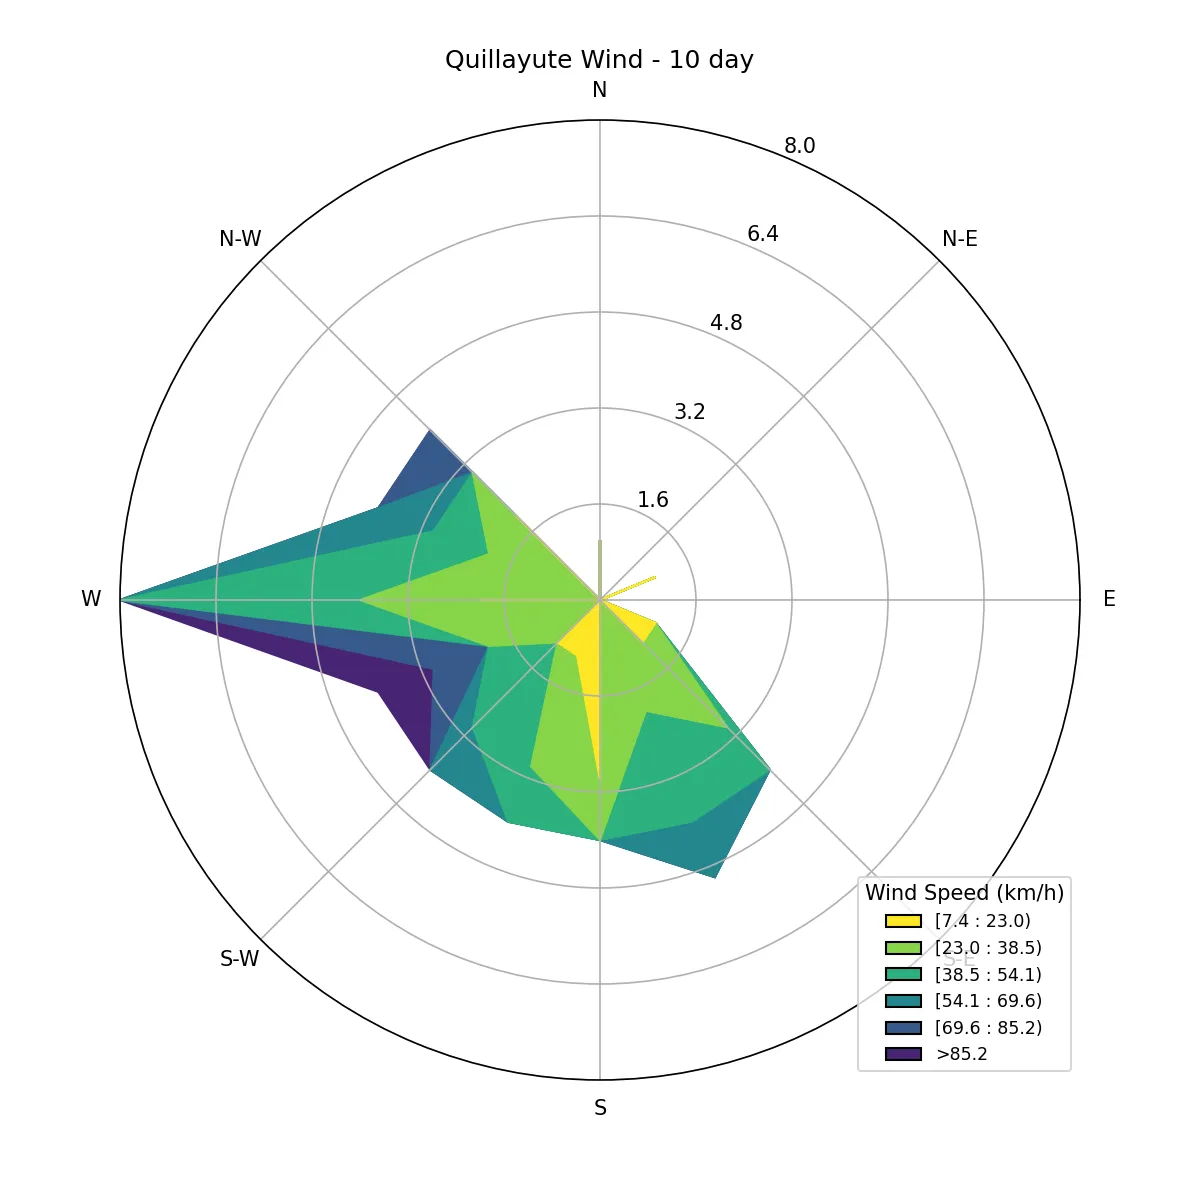 Quillayute Wind - 10 day
N
8.0
N-W
6.4
N-E
4.8
3.2
1.6
W
E
Wind Speed (km/h)
[7.4 : 23.0)
[23.0 : 38.5)
S-W
S-E
[38.5 : 54.1)
[54.1 : 69.6)
[69.6 : 85.2)
>85.2
S